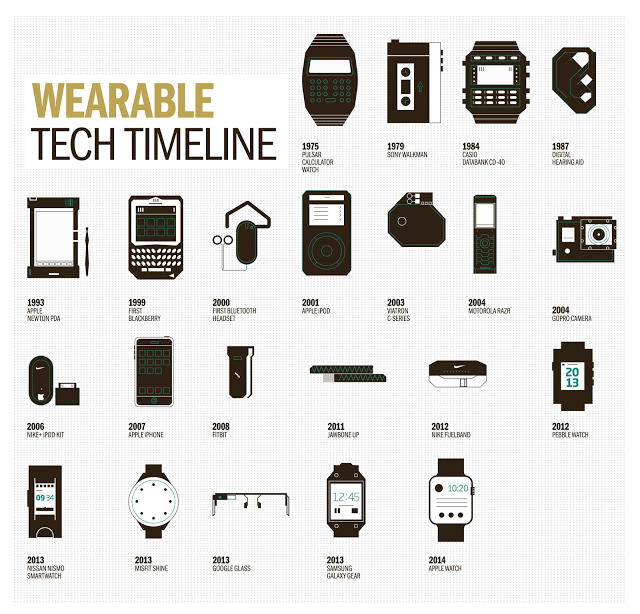 WEARABLE
TECH TIMELINE
1975
PULSAR
CALCULATOR
WATCH
1979
SONY WALKMAN
1984
CASIO
DATABANK CD-40
1987
DIGITAL
HEARING AID
1993
APPLE
NEWTON PDA
1999
FIRST
BLACKBERRY
2000
FIRST BLUETOOTH
HEADSET
2001
APPLE iPOD
2003
VIATRON
C-SERIES
2004
MOTOROLA RAZR
2004
GOPRO CAMERA
20
13
2006
NIKE+ iPOD KIT
2007
APPLE iPHONE
2008
FITBIT
2011
JAWBONE UP
2012
NIKE FUELBAND
2012
PEBBLE WATCH
09 34
12:45
10:20
2013
NISSAN NISMO
SMARTWATCH
2013
MISFIT SHINE
2013
GOOGLE GLASS
2013
SAMSUNG
GALAXY GEAR
2014
APPLE WATCH